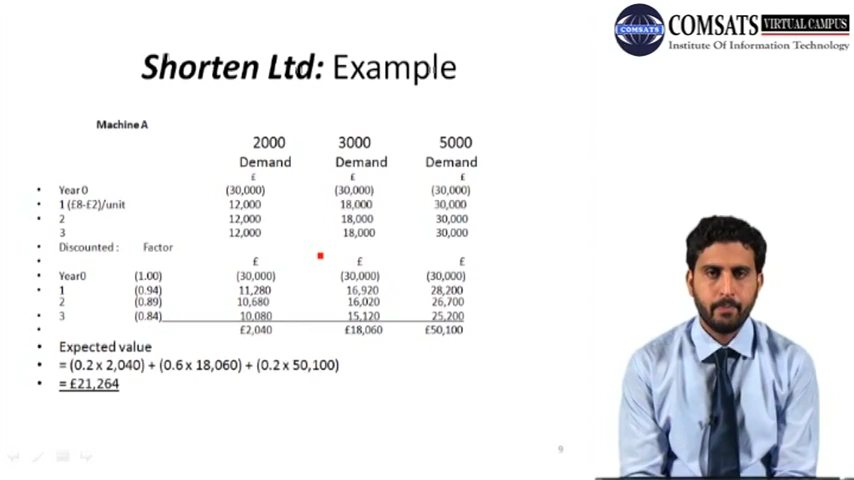 COMSATS VIRTUAL CAMPUS
COMSATS
Institute Of Information Technology
Shorten Ltd: Example
Machine A
2000 3000 5000
Demand Demand Demand
£ £ £
• Year 0 (30,000) (30,000) (30,000)
• 1 (£8-£2)/unit 12,000 18,000 30,000
• 2 12,000 18,000 30,000
3 12,000 18,000 30,000
• Discounted : Factor
• £ £ £
• Year0 (1.00) (30,000) (30,000) (30,000)
• 1 (0.94) 11,280 16,920 28,200
2 (0.89) 10,680 16,020 26,700
• 3 (0.84) 10,080 15,120 25,200
• £2,040 £18,060 £50,100
• Expected value
• = (0.2 x 2,040) + (0.6 x 18,060) + (0.2 x 50,100)
• = £21,264
9